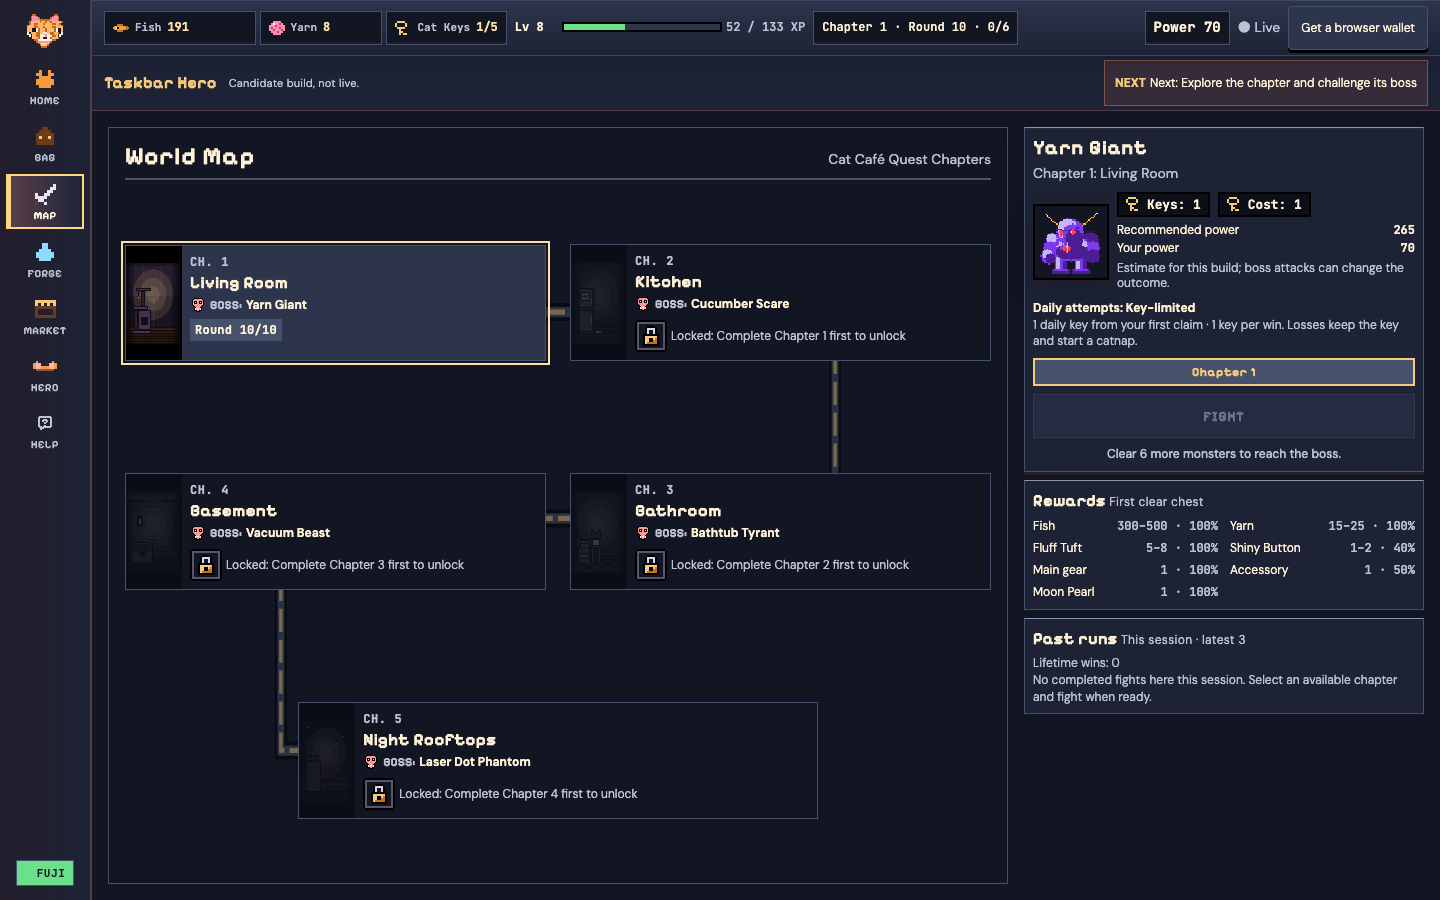 Fish 191
Yarn 8
Cat Keys 1/5
Lv 8
52 / 133 XP
Chapter 1 · Round 10 · 0/6
Power 70
Live
Get a browser wallet
HOME
BAG
MAP
FORGE
MARKET
HERO
HELP
FUJI
Taskbar Hero
Candidate build, not live.
NEXT Next: Explore the chapter and challenge its boss
World Map
Cat Café Quest Chapters
CH. 1
Living Room
BOSS: Yarn Giant
Round 10/10
CH. 2
Kitchen
BOSS: Cucumber Scare
Locked: Complete Chapter 1 first to unlock
CH. 4
Basement
BOSS: Vacuum Beast
Locked: Complete Chapter 3 first to unlock
CH. 3
Bathroom
BOSS: Bathtub Tyrant
Locked: Complete Chapter 2 first to unlock
CH. 5
Night Rooftops
BOSS: Laser Dot Phantom
Locked: Complete Chapter 4 first to unlock
Yarn Giant
Chapter 1: Living Room
Keys: 1
Cost: 1
Recommended power 265
Your power 70
Estimate for this build; boss attacks can change the
outcome.
Daily attempts: Key-limited
1 daily key from your first claim · 1 key per win. Losses keep the key
and start a catnap.
Chapter 1
FIGHT
Clear 6 more monsters to reach the boss.
Rewards First clear chest
Fish 300-500 · 100% Yarn 15-25 · 100%
Fluff Tuft 5-8 · 100% Shiny Button 1-2 · 40%
Main gear 1 · 100% Accessory 1 · 50%
Moon Pearl 1 · 100%
Past runs This session · latest 3
Lifetime wins: 0
No completed fights here this session. Select an available chapter
and fight when ready.